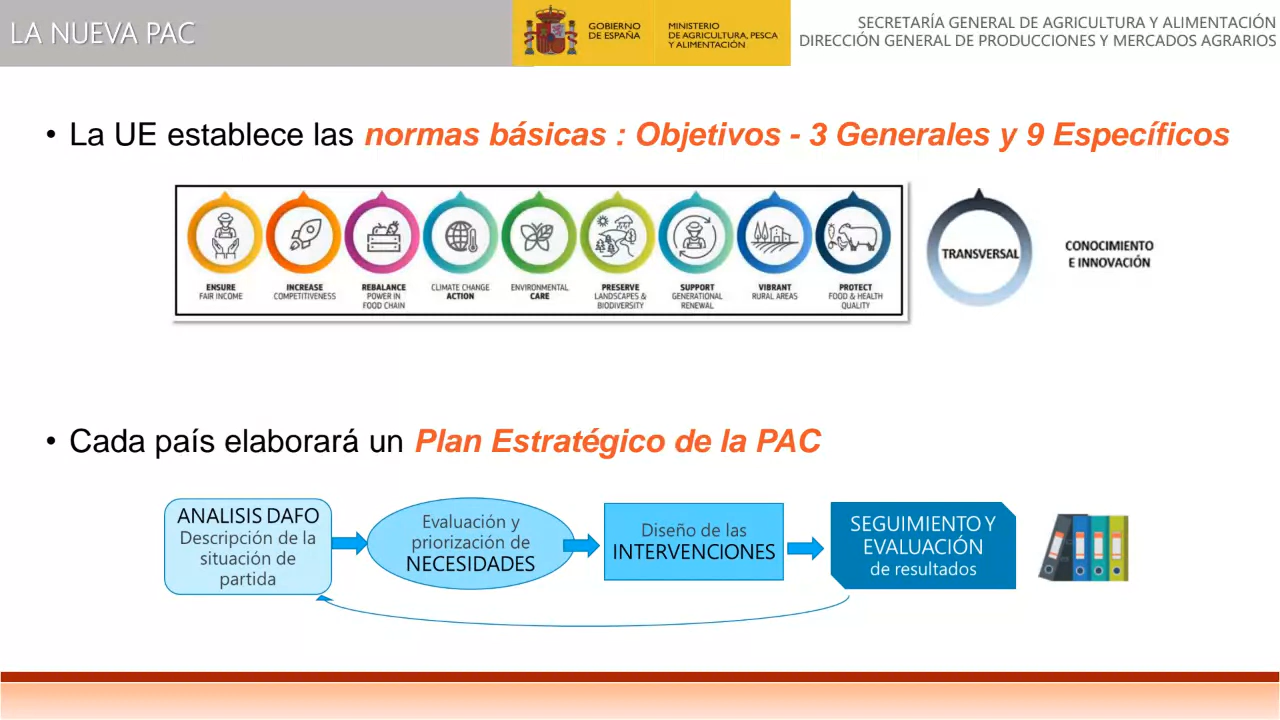 LA NUEVA PAC
GOBIERNO
DE ESPAÑA
MINISTERIO
DE AGRICULTURA, PESCA
Y ALIMENTACIÓN
SECRETARÍA GENERAL DE AGRICULTURA Y ALIMENTACIÓN
DIRECCIÓN GENERAL DE PRODUCCIONES Y MERCADOS AGRARIOS
• La UE establece las normas básicas : Objetivos - 3 Generales y 9 Específicos
ENSURE
FAIR INCOME
INCREASE
COMPETITIVENESS
REBALANCE
POWER IN
FOOD CHAIN
CLIMATE CHANGE
ACTION
ENVIRONMENTAL
CARE
PRESERVE
LANDSCAPES &
BIODIVERSITY
SUPPORT
GENERATIONAL
RENEWAL
VIBRANT
RURAL AREAS
PROTECT
FOOD & HEALTH
QUALITY
TRANSVERSAL
CONOCIMIENTO
E INNOVACIÓN
• Cada país elaborará un Plan Estratégico de la PAC
ANALISIS DAFO
Descripción de la
situación de
partida
Evaluación y
priorización de
NECESIDADES
Diseño de las
INTERVENCIONES
SEGUIMIENTO Y
EVALUACIÓN
de resultados